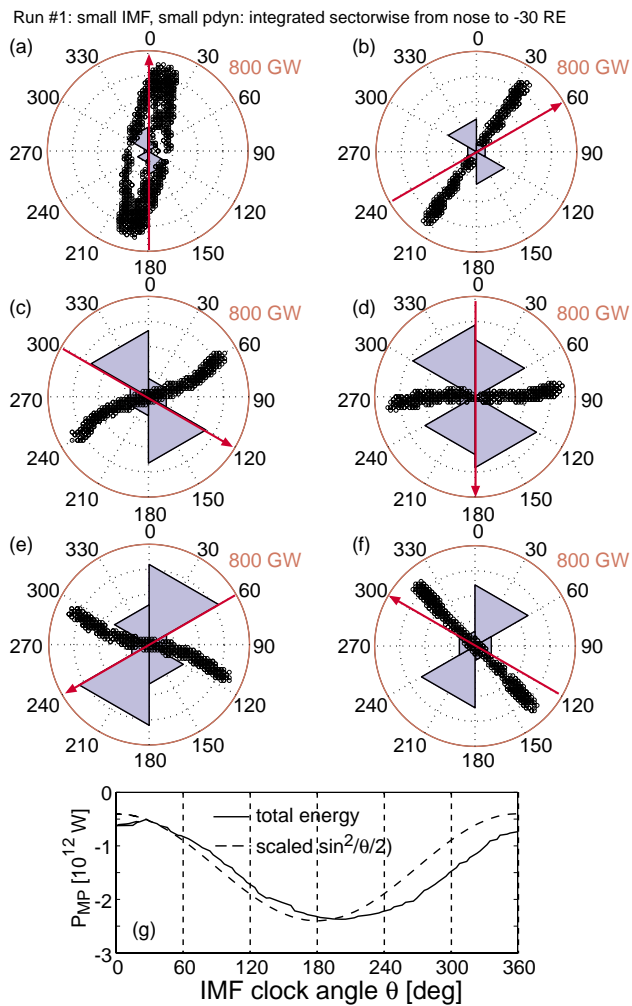 Run #1: small IMF, small pdyn: integrated sectorwise from nose to -30 RE
(a) 0 (b) 0
330 30 800 GW 330 30 800 GW
300 60 300 60
270 90 270 90
240 120 240 120
210 150 210 150
180 180
(c) 0 (d) 0
330 30 800 GW 330 30 800 GW
300 60 300 60
270 90 270 90
240 120 240 120
210 150 210 150
180 180
(e) 0 (f) 0
330 30 800 GW 330 30 800 GW
300 60 300 60
270 90 270 90
240 120 240 120
210 150 210 150
180 180
0
-1
-2
-3
P_MP [10^12 W]
total energy
scaled sin^2/θ/2)
(g)
0 60 120 180 240 300 360
IMF clock angle θ [deg]